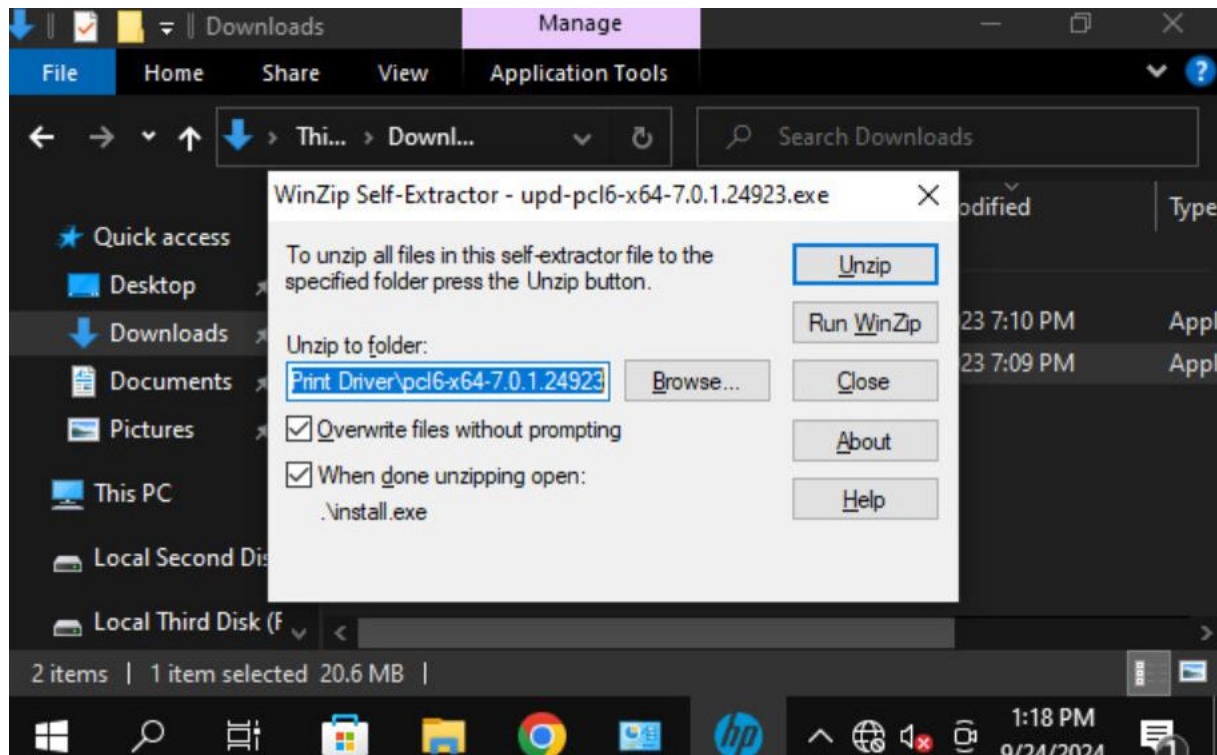 Downloads
Manage
File Home Share View Application Tools
Thi... Downl... Search Downloads
WinZip Self-Extractor - upd-pcl6-x64-7.0.1.24923.exe
odified Type
Quick access
Desktop
Downloads
Documents
Pictures
This PC
Local Second Dis
Local Third Disk (F
To unzip all files in this self-extractor file to the
specified folder press the Unzip button.
Unzip to folder:
Print Driver\pcl6-x64-7.0.1.24923
Browse...
Overwrite files without prompting
When done unzipping open:
.\install.exe
Unzip
Run WinZip
Close
About
Help
23 7:10 PM Appl
23 7:09 PM Appl
2 items | 1 item selected 20.6 MB |
hp
1:18 PM
9/24/2024
1